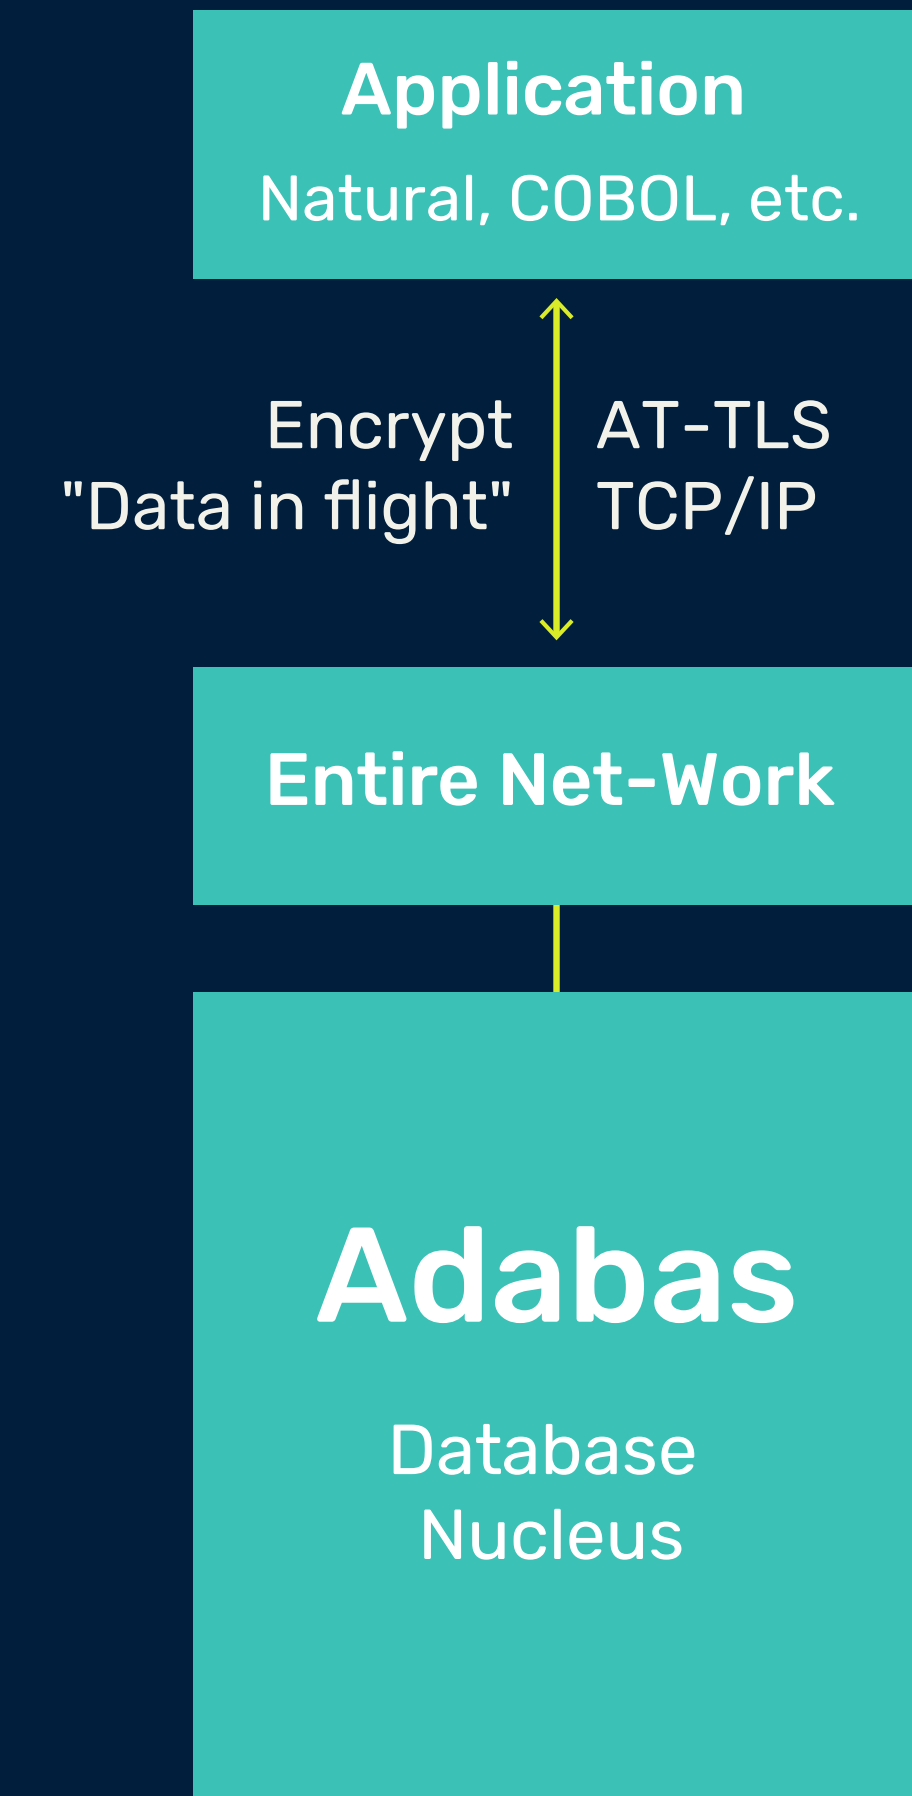 Application
Natural, COBOL, etc.
Encrypt
"Data in flight"
AT-TLS
TCP/IP
Entire Net-Work
Adabas
Database
Nucleus